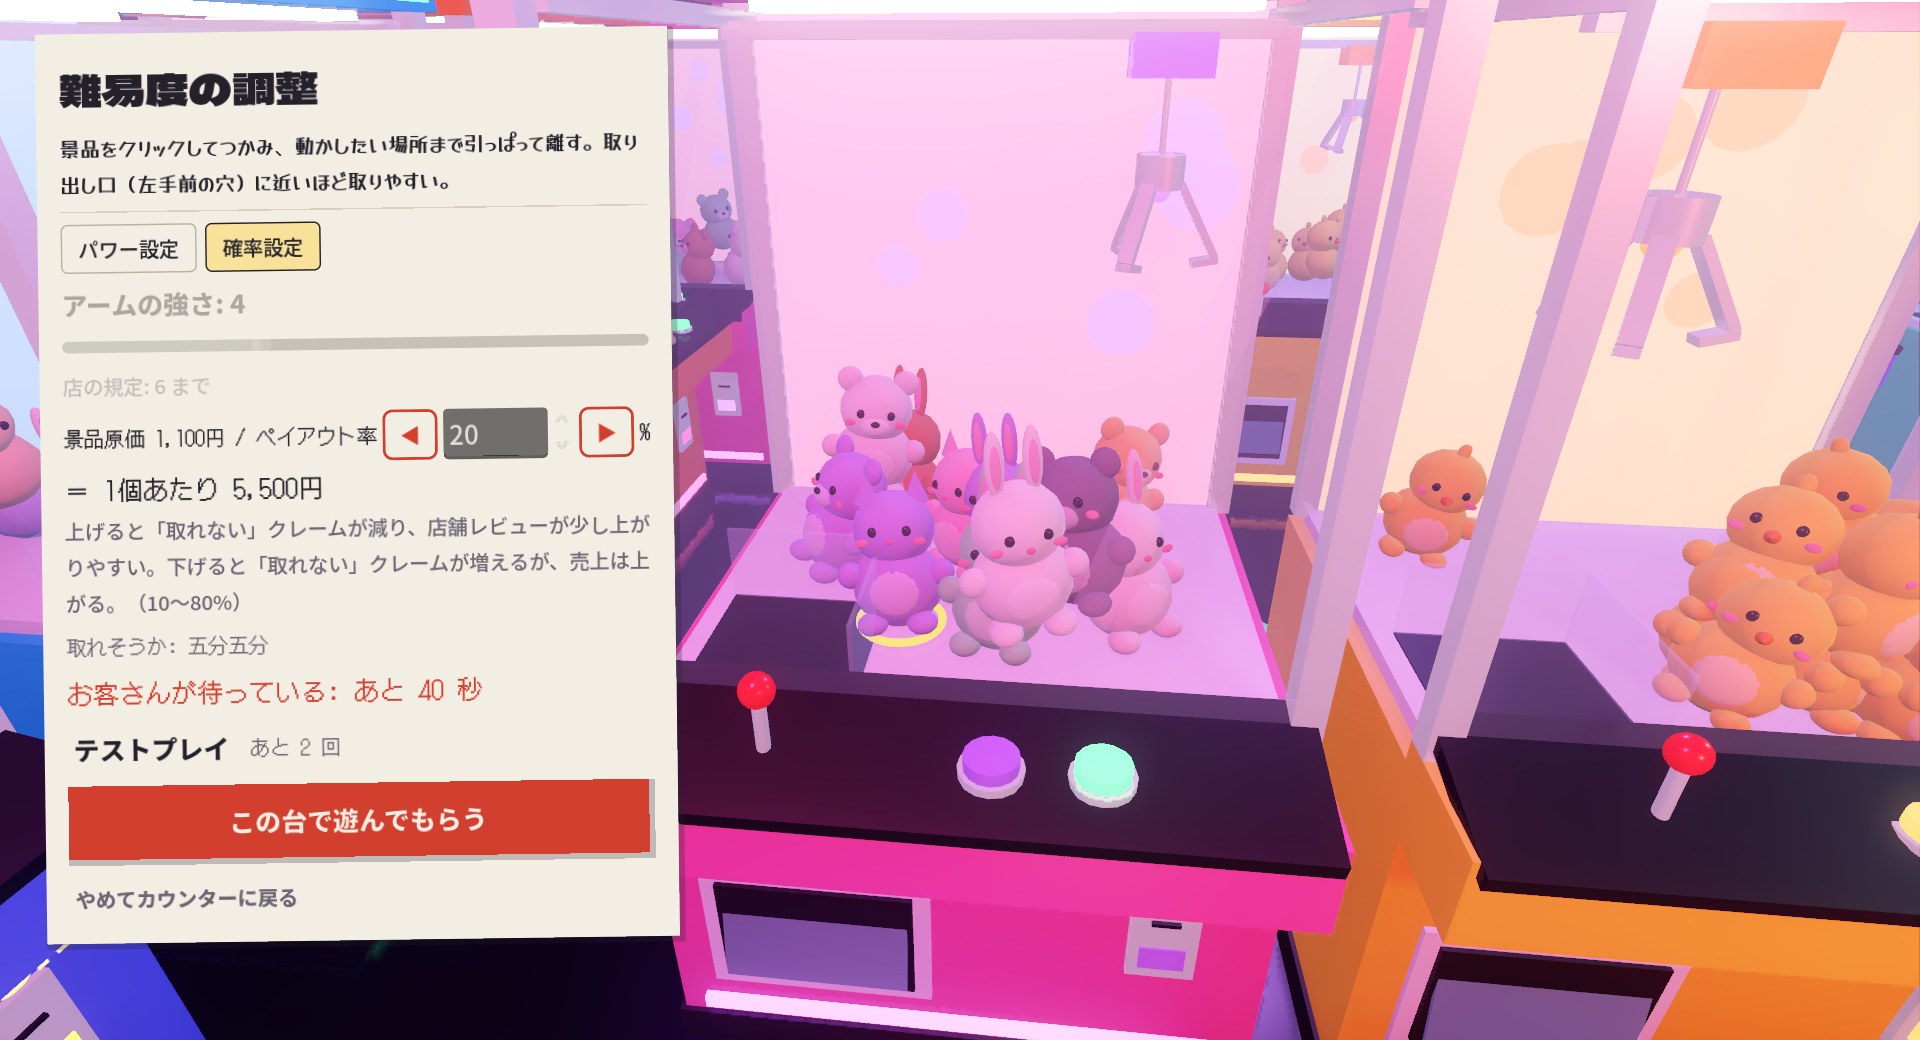 難易度の調整
景品をクリックしてつかみ、動かしたい場所まで引っぱって離す。取り
出し口（左手前の穴）に近いほど取りやすい。
パワー設定
確率設定
アームの強さ: 4
店の規定: 6 まで
景品原価 1,100円 / ペイアウト率 ◀ 20 ▶ %
＝ 1個あたり 5,500円
上げると「取れない」クレームが減り、店舗レビューが少し上が
りやすい。下げると「取れない」クレームが増えるが、売上は上
がる。（10〜80%）
取れそうか: 五分五分
お客さんが待っている: あと 40 秒
テストプレイ あと 2 回
この台で遊んでもらう
やめてカウンターに戻る